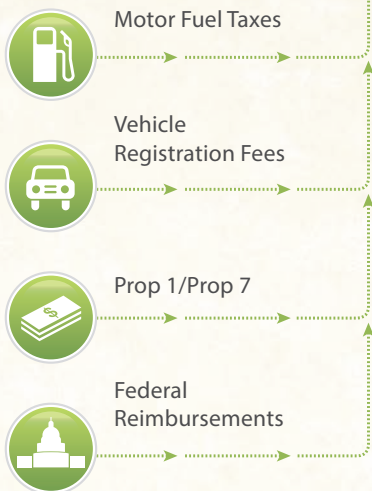 Motor Fuel Taxes
Vehicle
Registration Fees
Prop 1/Prop 7
$
Federal
Reimbursements